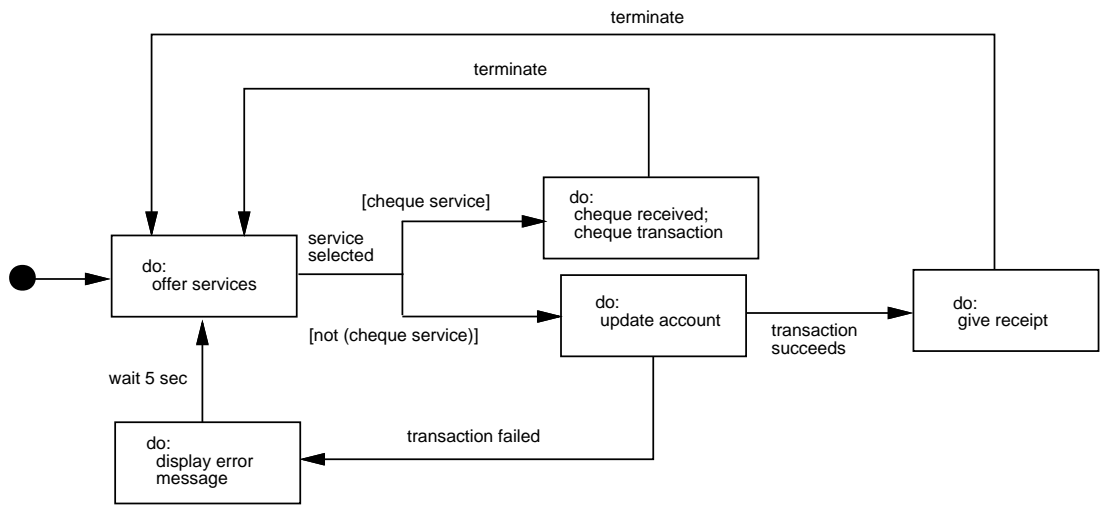 terminate
terminate
[cheque service]
do:
cheque received;
cheque transaction
service
selected
do:
offer services
do:
update account
do:
give receipt
[not (cheque service)]
transaction
succeeds
wait 5 sec
transaction failed
do:
display error
message